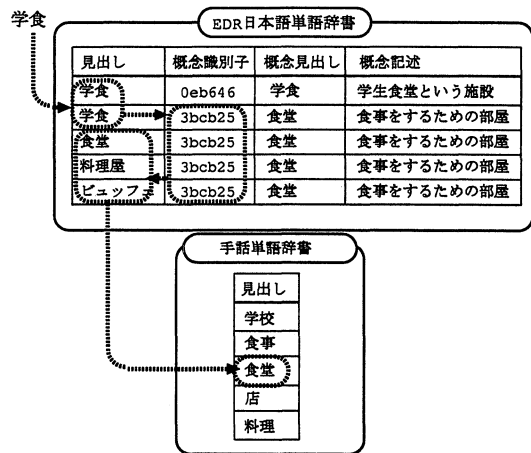 学食
EDR日本語単語辞書
見出し 概念識別子 概念見出し 概念記述
学食 0eb646 学食 学生食堂という施設
学食 3bcb25 食堂 食事をするための部屋
食堂 3bcb25 食堂 食事をするための部屋
料理屋 3bcb25 食堂 食事をするための部屋
ビュッフェ 3bcb25 食堂 食事をするための部屋
手話単語辞書
見出し
学校
食事
食堂
店
料理